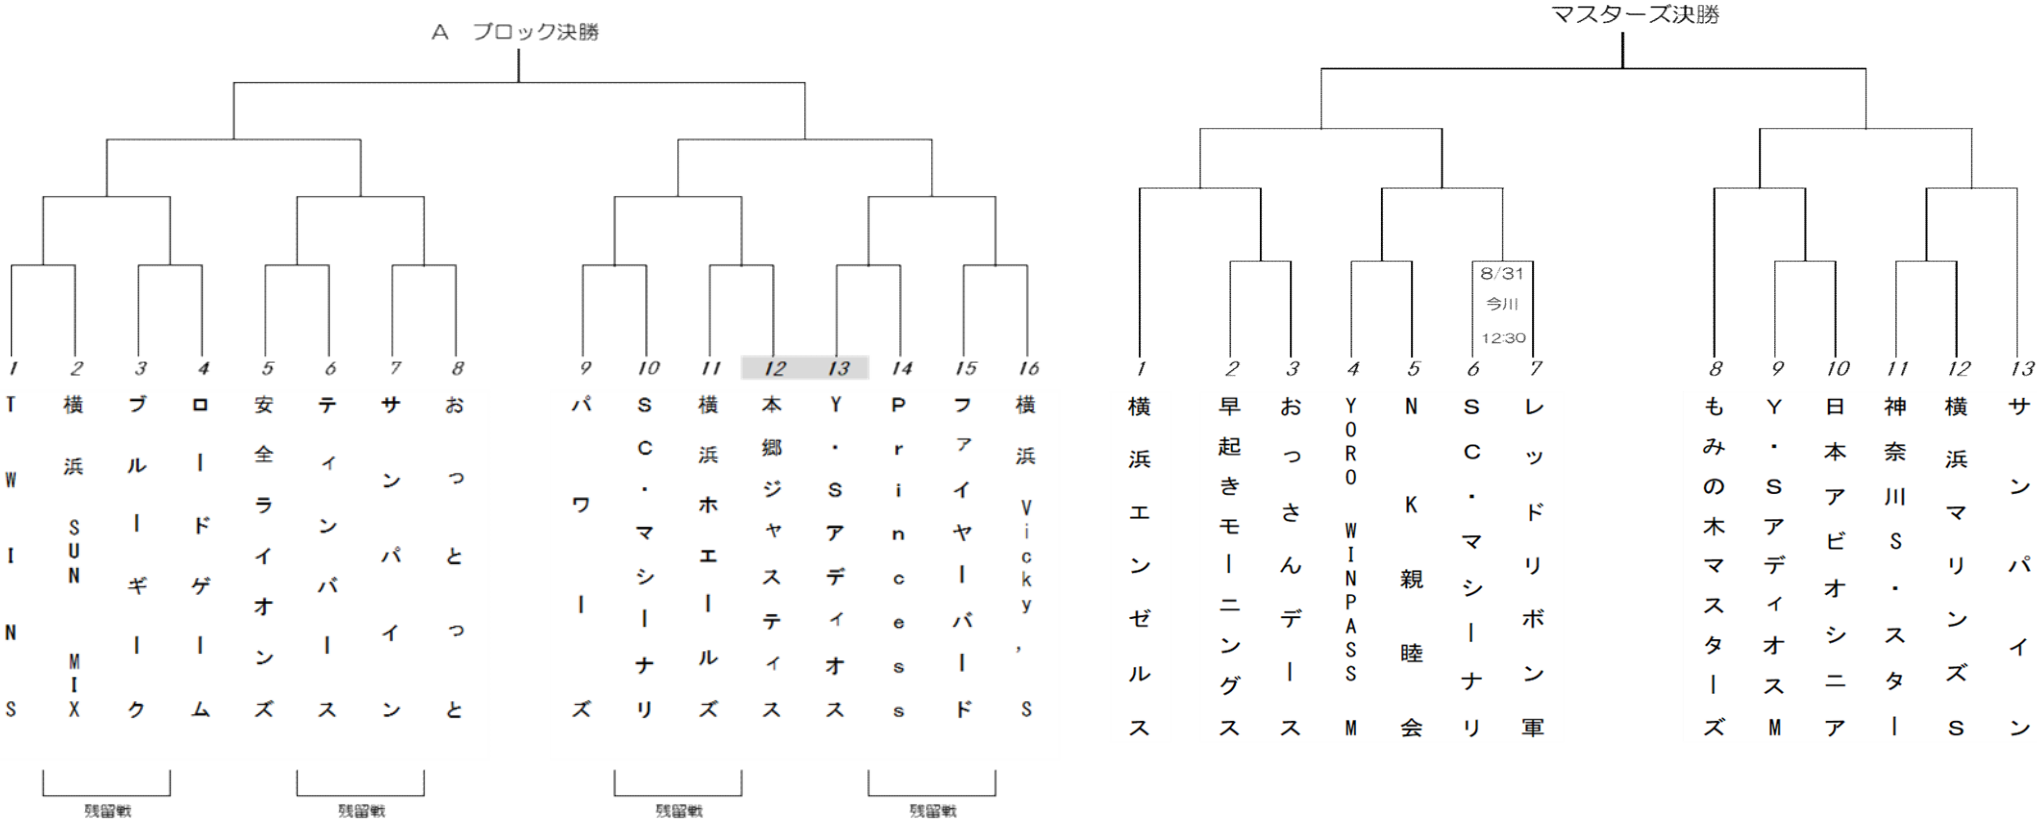 A ブロック決勝
1
2
3
4
5
6
7
8
9
10
11
12
13
14
15
16
TWINS
横浜SUN MIX
ブルーギーク
ロードゲーム
安全ライオンズ
ティンバース
サンパイン
おっとっと
パワーズ
SC・マシーナリ
横浜ホエールズ
本郷ジャスティス
Y・Sアディオス
Princess
ファイヤーバード
横浜Vicky'S
残留戦
残留戦
残留戦
残留戦
マスターズ決勝
8/31
今川
12:30
1
2
3
4
5
6
7
8
9
10
11
12
13
横浜エンゼルス
早起きモーニングス
おっさんデース
YORO WINPASS M
NK親睦会
SC・マシーナリ
レッドリボン軍
もみの木マスターズ
Y・SアディオスM
日本アビオシニア
神奈川S・スター
横浜マリンズS
サンパイン